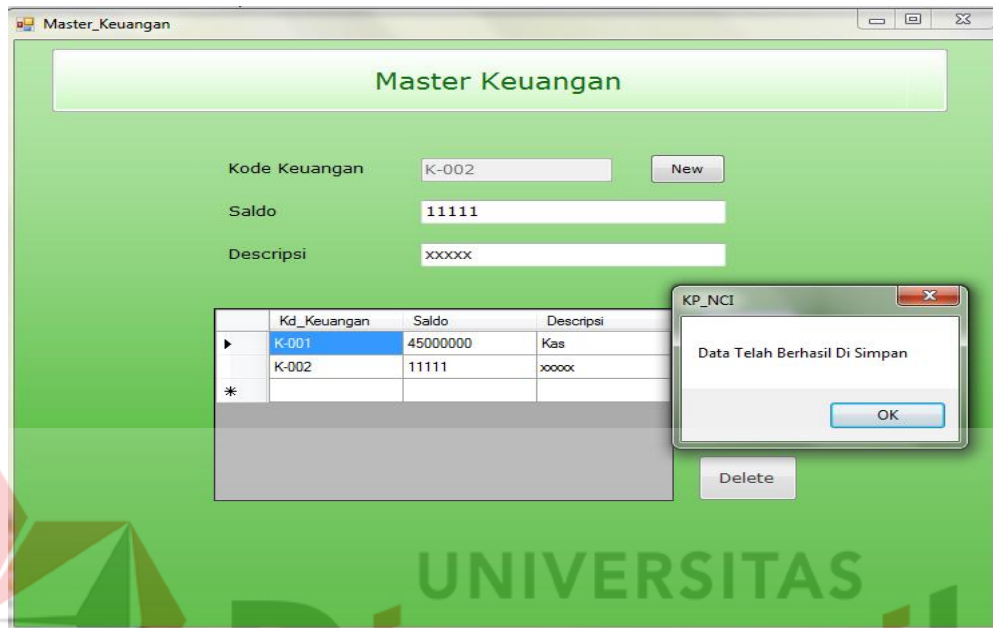 Master_Keuangan
Master Keuangan
Kode Keuangan K-002 New
Saldo 11111
Descripsi xxxxx
Kd_Keuangan Saldo Descripsi
K-001 45000000 Kas
K-002 11111 xxxxx
KP_NCI
Data Telah Berhasil Di Simpan
OK
Delete
UNIVERSITAS